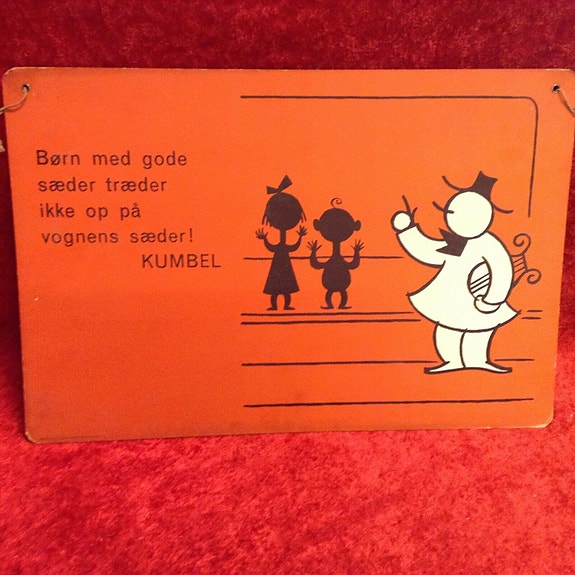 Børn med gode
sæder træder
ikke op på
vognens sæder!
KUMBEL